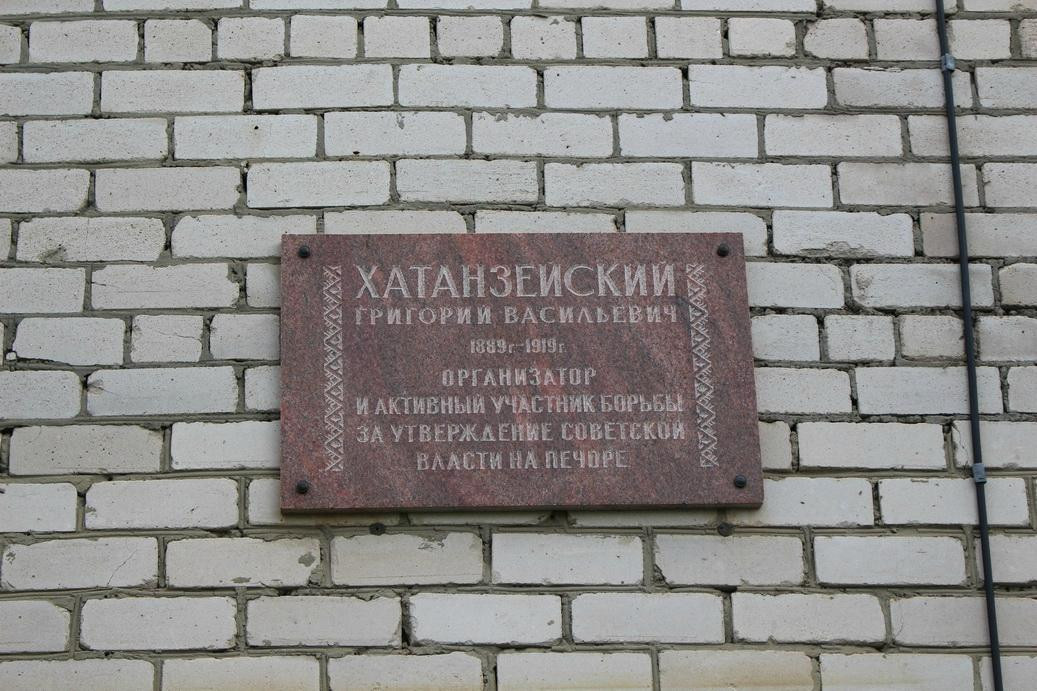 ХАТАНЗЕЙСКИЙ
ГРИГОРИЙ ВАСИЛЬЕВИЧ
1889г.-1919г.
ОРГАНИЗАТОР
И АКТИВНЫЙ УЧАСТНИК БОРЬБЫ
ЗА УТВЕРЖДЕНИЕ СОВЕТСКОЙ
ВЛАСТИ НА ПЕЧОРЕ